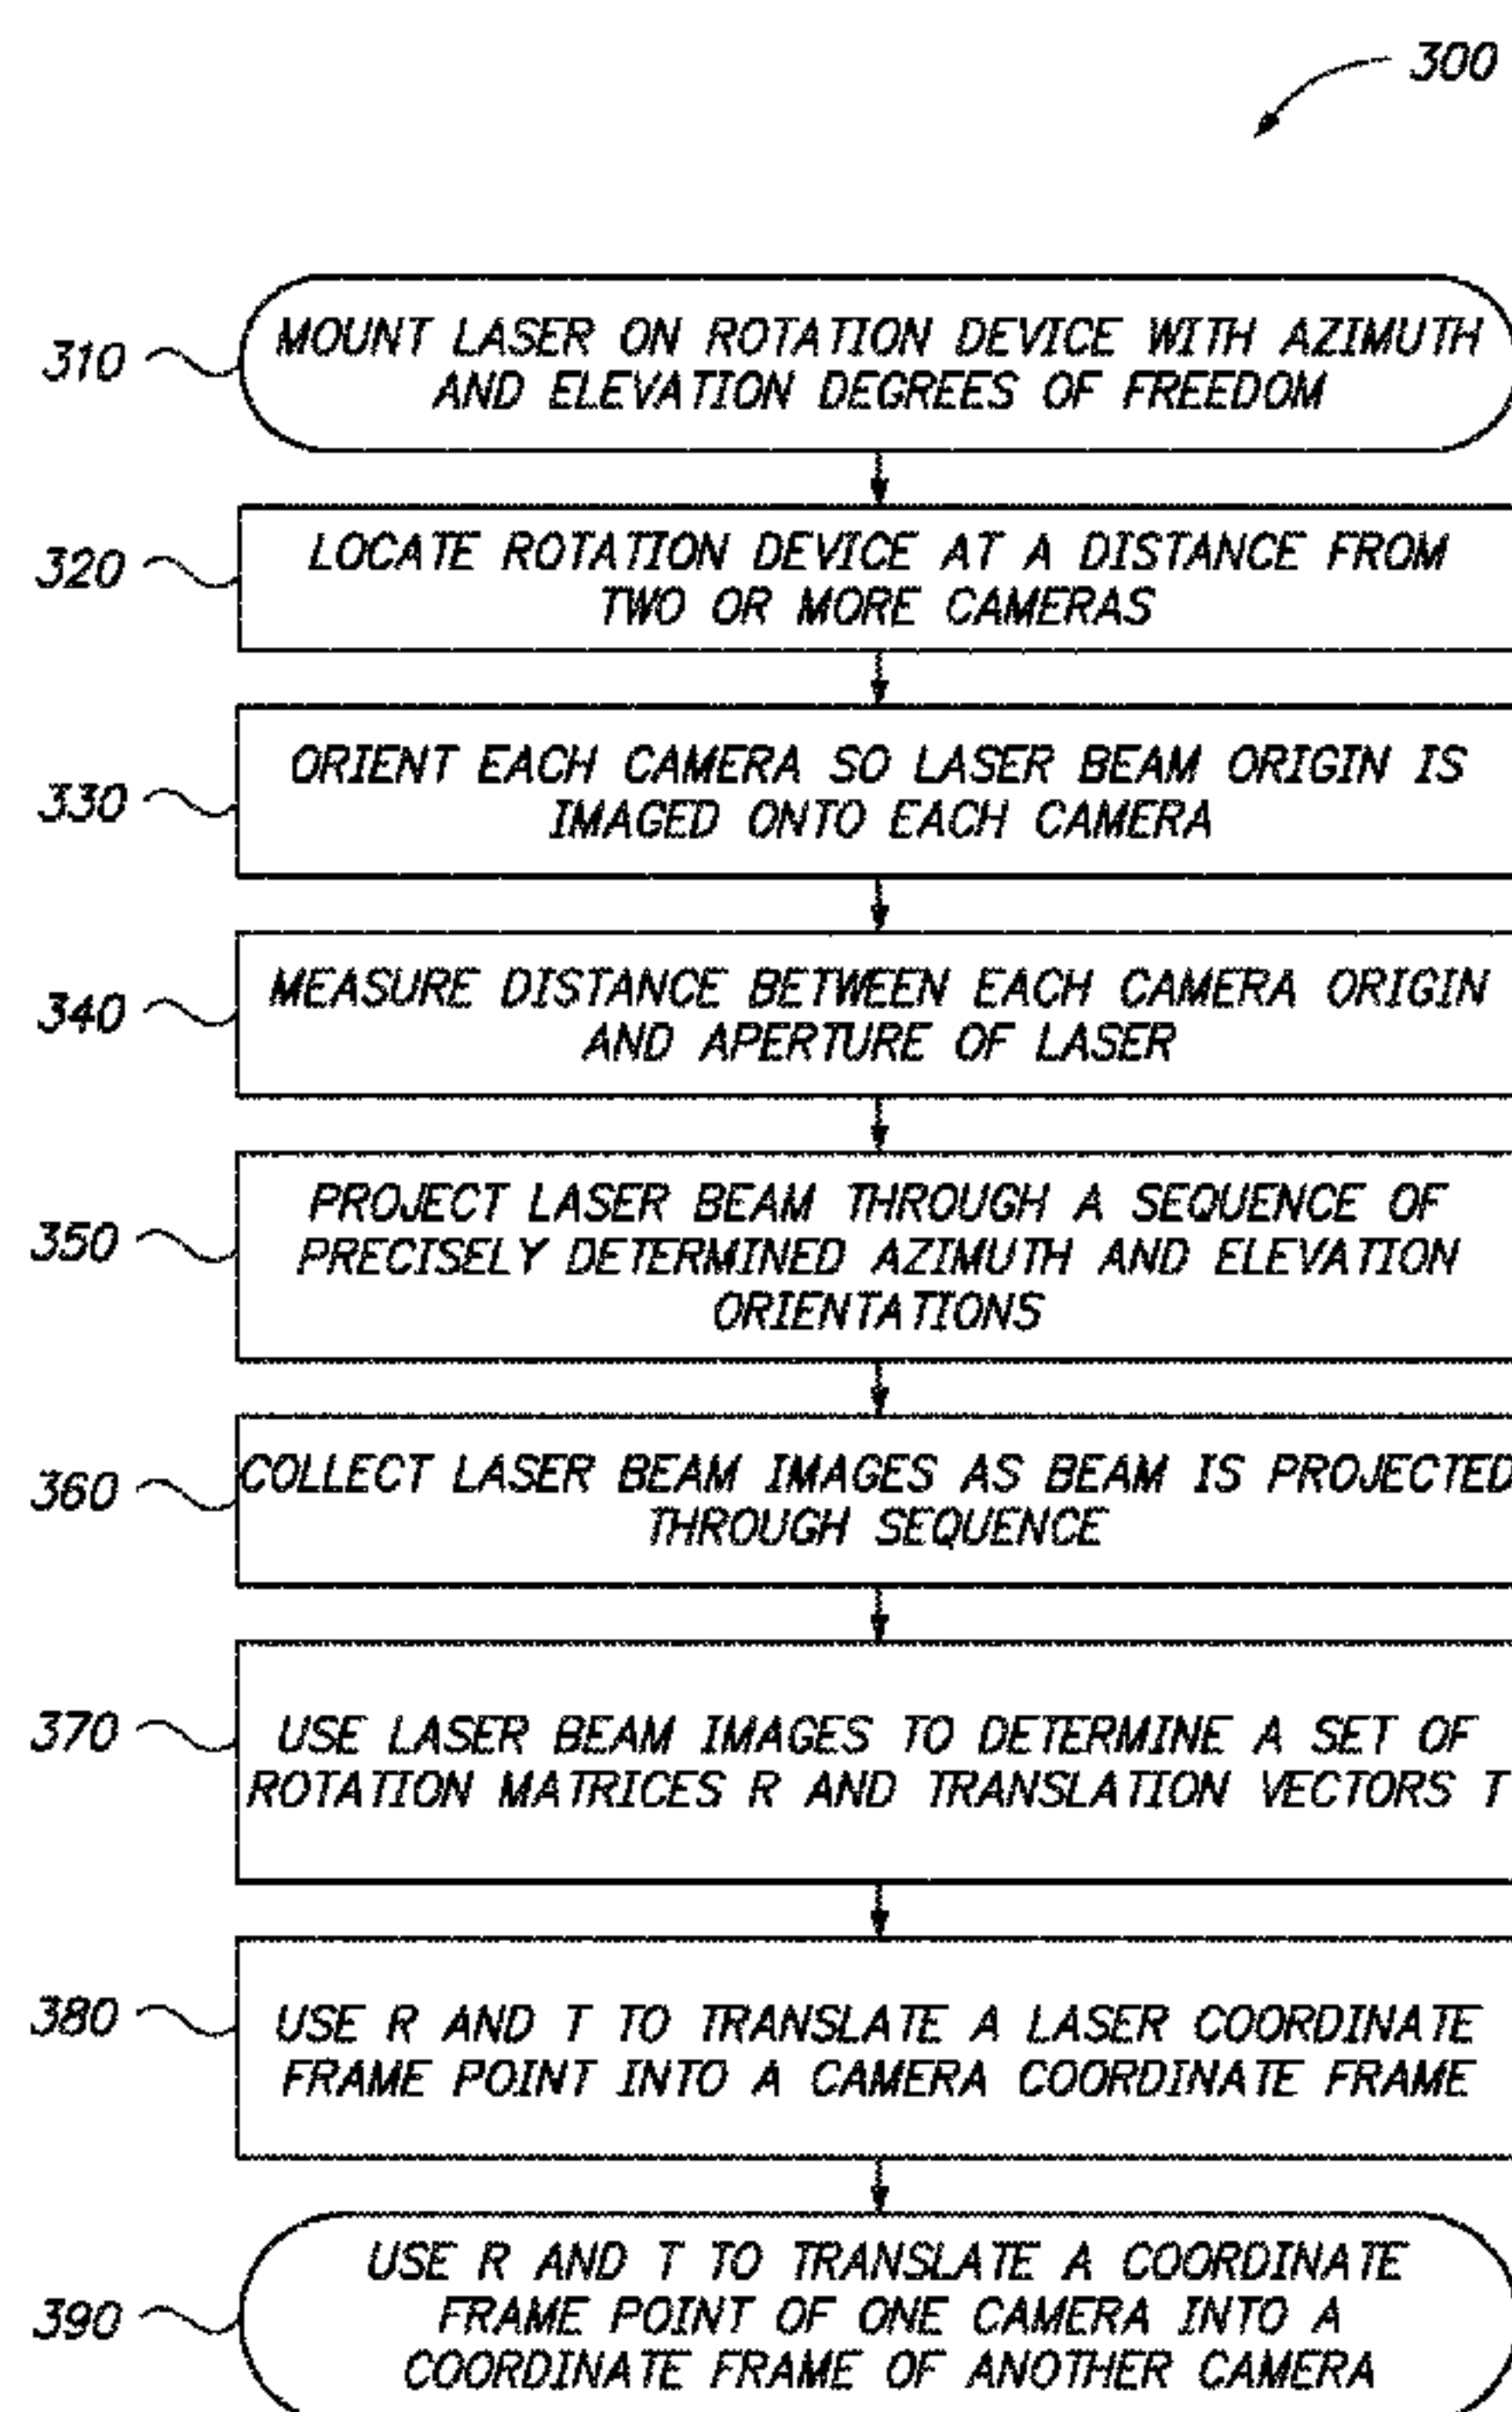 300
310
MOUNT LASER ON ROTATION DEVICE WITH AZIMUTH
AND ELEVATION DEGREES OF FREEDOM
320
LOCATE ROTATION DEVICE AT A DISTANCE FROM
TWO OR MORE CAMERAS
330
ORIENT EACH CAMERA SO LASER BEAM ORIGIN IS
IMAGED ONTO EACH CAMERA
340
MEASURE DISTANCE BETWEEN EACH CAMERA ORIGIN
AND APERTURE OF LASER
350
PROJECT LASER BEAM THROUGH A SEQUENCE OF
PRECISELY DETERMINED AZIMUTH AND ELEVATION
ORIENTATIONS
360
COLLECT LASER BEAM IMAGES AS BEAM IS PROJECTED
THROUGH SEQUENCE
370
USE LASER BEAM IMAGES TO DETERMINE A SET OF
ROTATION MATRICES R AND TRANSLATION VECTORS T
380
USE R AND T TO TRANSLATE A LASER COORDINATE
FRAME POINT INTO A CAMERA COORDINATE FRAME
390
USE R AND T TO TRANSLATE A COORDINATE
FRAME POINT OF ONE CAMERA INTO A
COORDINATE FRAME OF ANOTHER CAMERA